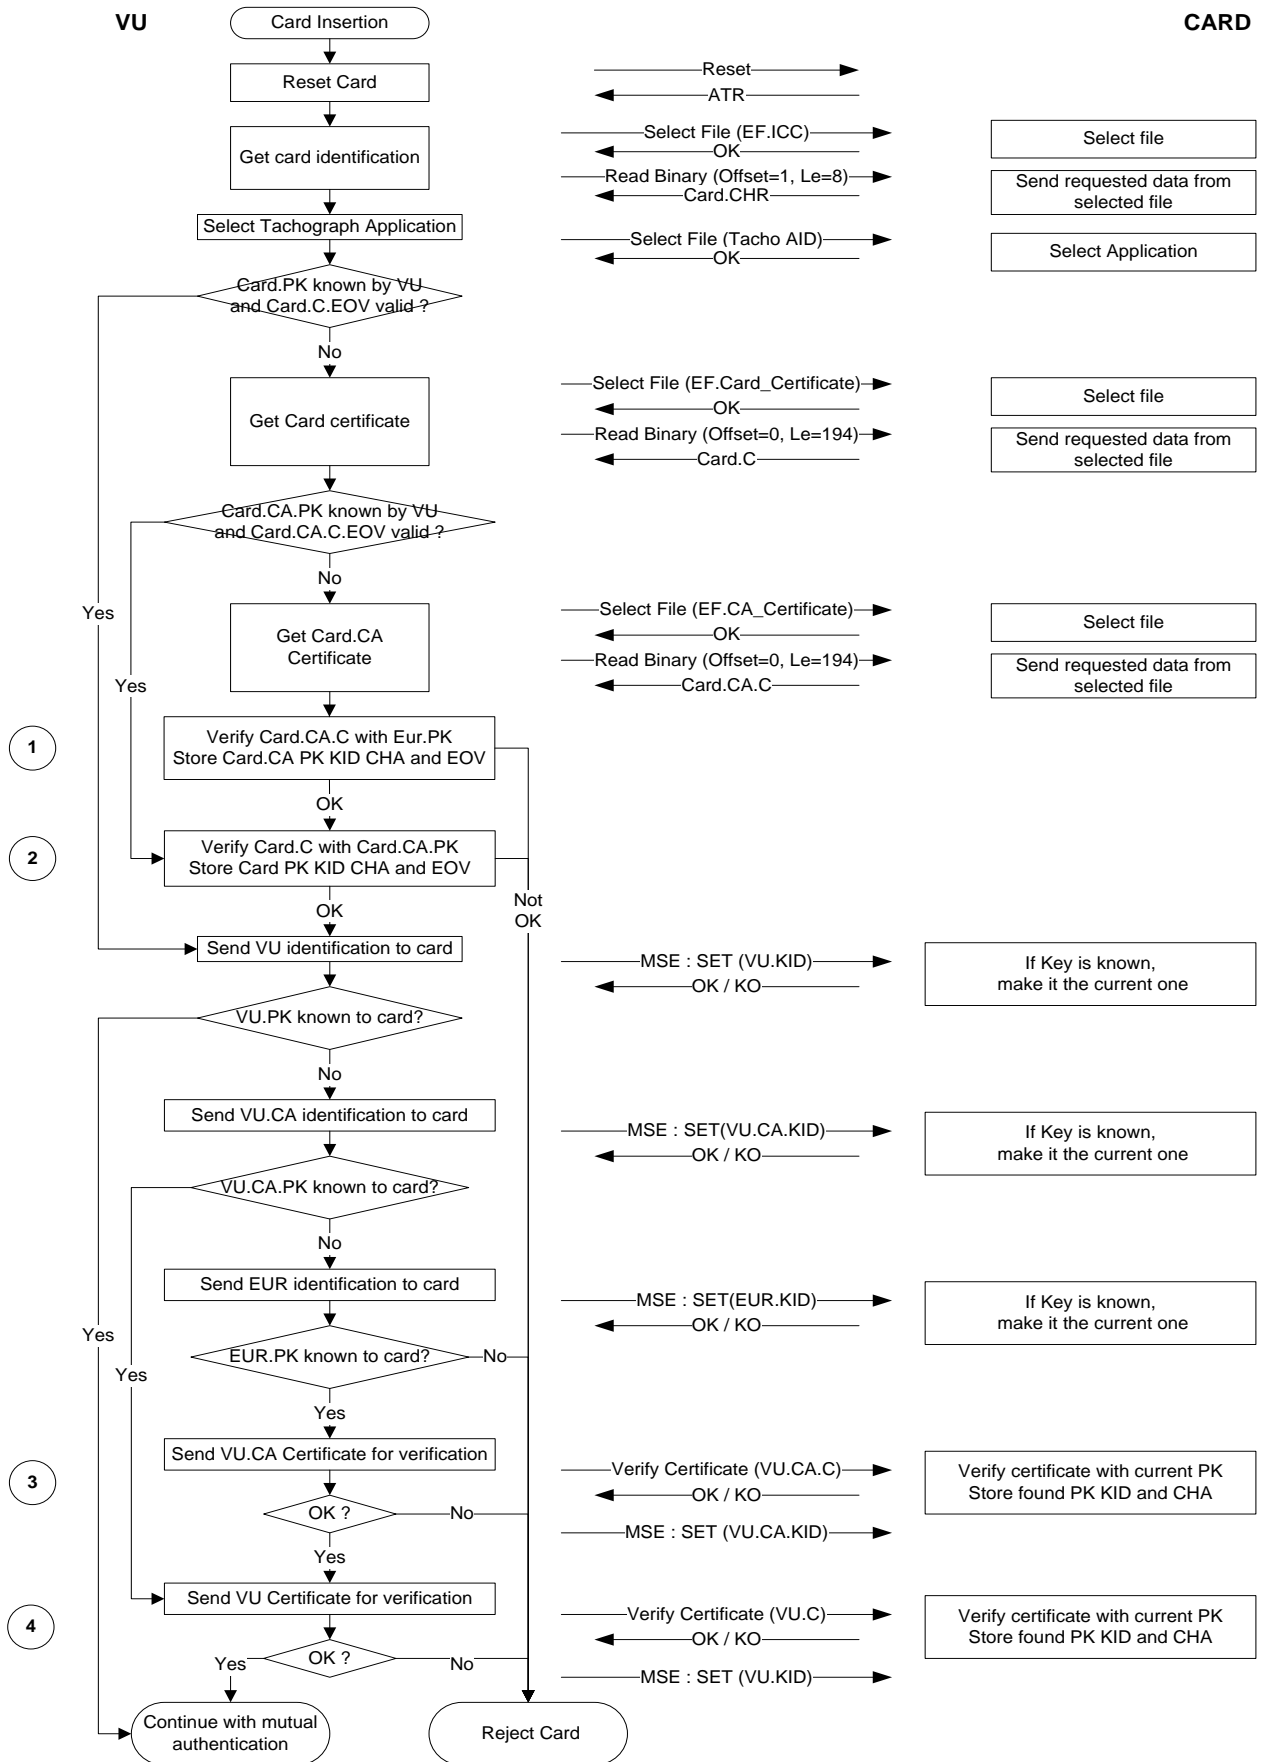 VU
Card Insertion
CARD
Reset Card
Reset
ATR
Get card identification
Select File (EF.ICC)
OK
Select file
Read Binary (Offset=1, Le=8)
Card.CHR
Send requested data from
selected file
Select Tachograph Application
Select File (Tacho AID)
OK
Select Application
Card.PK known by VU
and Card.C.EOV valid ?
No
Get Card certificate
Select File (EF.Card_Certificate)
OK
Select file
Read Binary (Offset=0, Le=194)
Card.C
Send requested data from
selected file
Card.CA.PK known by VU
and Card.CA.C.EOV valid ?
No
Yes
Get Card.CA
Certificate
Select File (EF.CA_Certificate)
OK
Select file
Read Binary (Offset=0, Le=194)
Card.CA.C
Send requested data from
selected file
Yes
1
Verify Card.CA.C with Eur.PK
Store Card.CA PK KID CHA and EOV
OK
2
Verify Card.C with Card.CA.PK
Store Card PK KID CHA and EOV
OK
Not
OK
Send VU identification to card
MSE : SET (VU.KID)
OK / KO
If Key is known,
make it the current one
VU.PK known to card?
No
Send VU.CA identification to card
MSE : SET(VU.CA.KID)
OK / KO
If Key is known,
make it the current one
VU.CA.PK known to card?
No
Send EUR identification to card
MSE : SET(EUR.KID)
OK / KO
If Key is known,
make it the current one
Yes
EUR.PK known to card?
No
Yes
Yes
Send VU.CA Certificate for verification
3
Verify Certificate (VU.CA.C)
OK / KO
Verify certificate with current PK
Store found PK KID and CHA
OK ?
No
MSE : SET (VU.CA.KID)
Yes
Send VU Certificate for verification
4
Verify Certificate (VU.C)
OK / KO
Verify certificate with current PK
Store found PK KID and CHA
Yes
OK ?
No
MSE : SET (VU.KID)
Continue with mutual
authentication
Reject Card